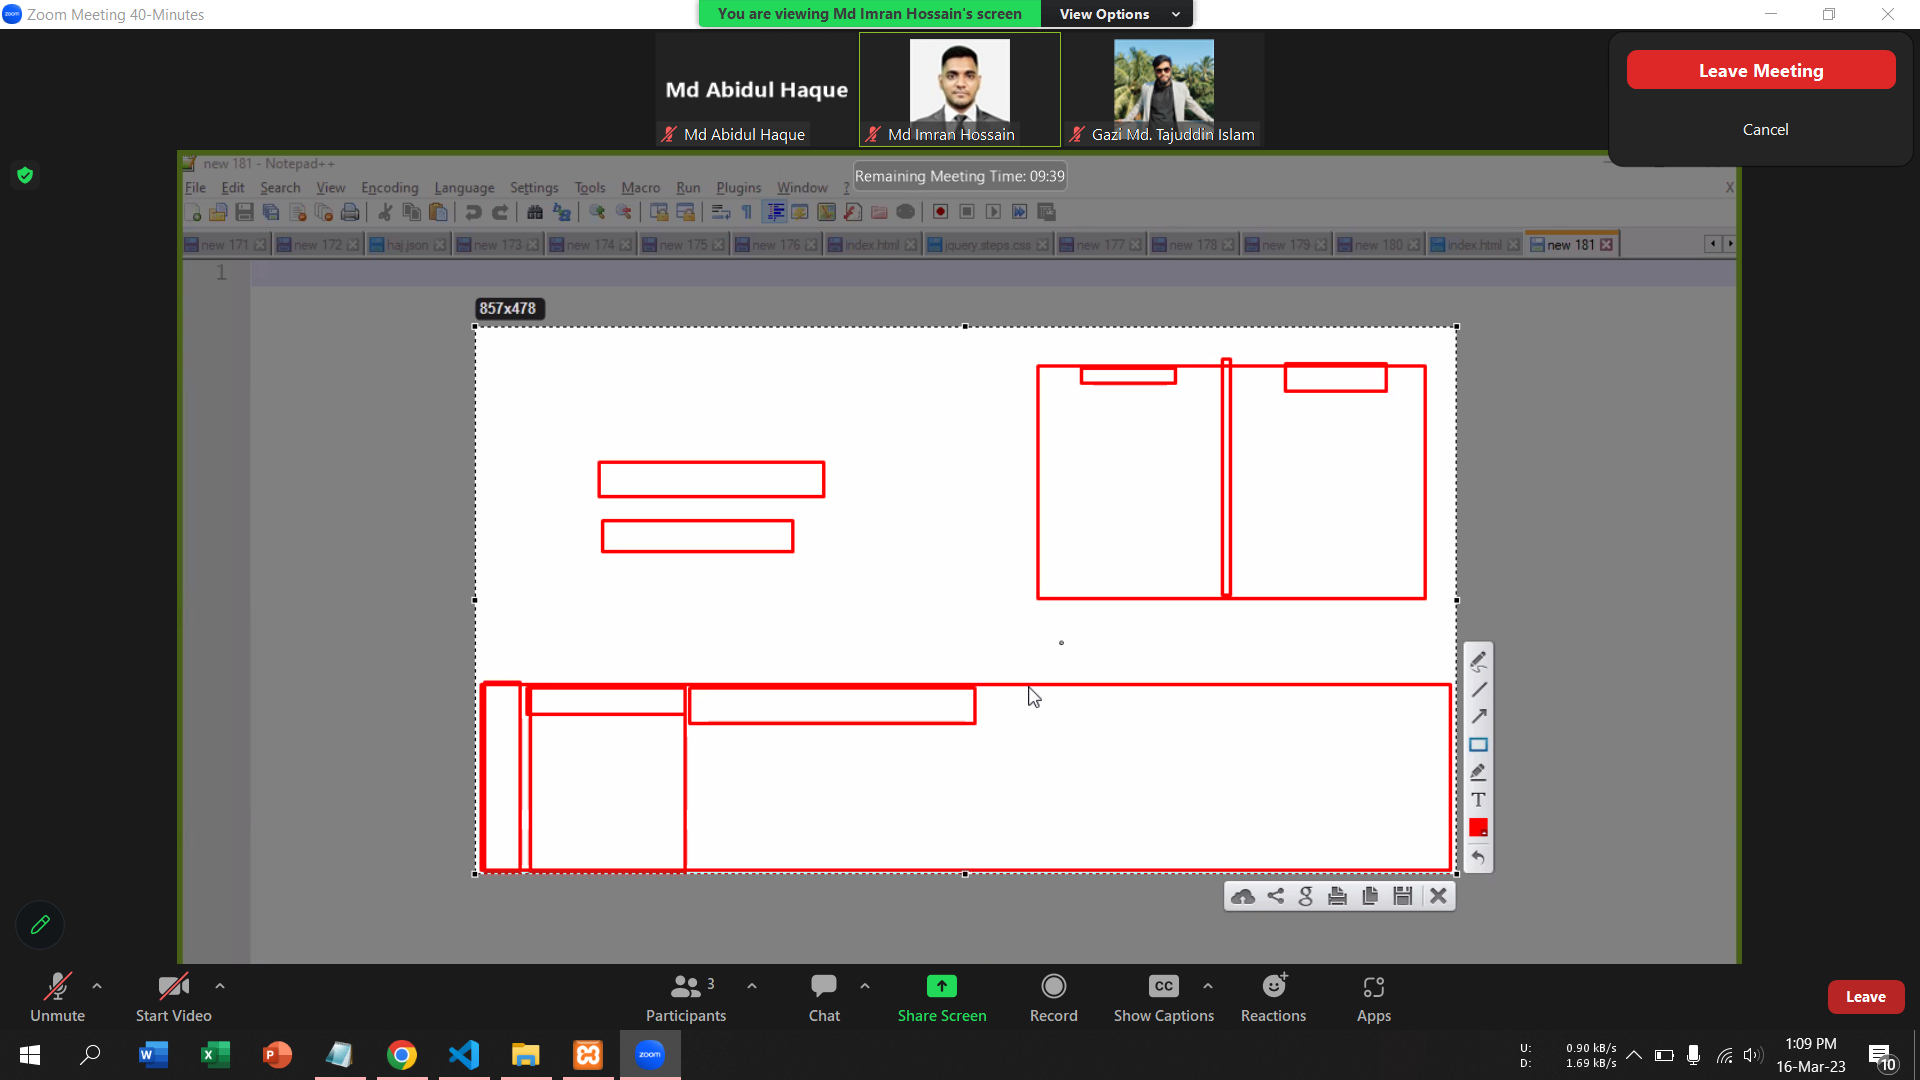 Zoom Meeting 40-Minutes
You are viewing Md Imran Hossain's screen
View Options
Leave Meeting
Cancel
Md Abidul Haque
Md Abidul Haque
Md Imran Hossain
Gazi Md. Tajuddin Islam
new 181 - Notepad++
Remaining Meeting Time: 09:39
File Edit Search View Encoding Language Settings Tools Macro Run Plugins Window ?
X
new 171 new 172 haj.json new 173 new 174 new 175 new 176 index.html jquery.steps.css new 177 new 178 new 179 new 180 index.html new 181
1
857x478
T
g
Unmute
Start Video
Participants
3
Chat
Share Screen
Record
CC
Show Captions
Reactions
Apps
Leave
W
X
P
zoom
U: 0.90 kB/s
D: 1.69 kB/s
1:09 PM
16-Mar-23
10